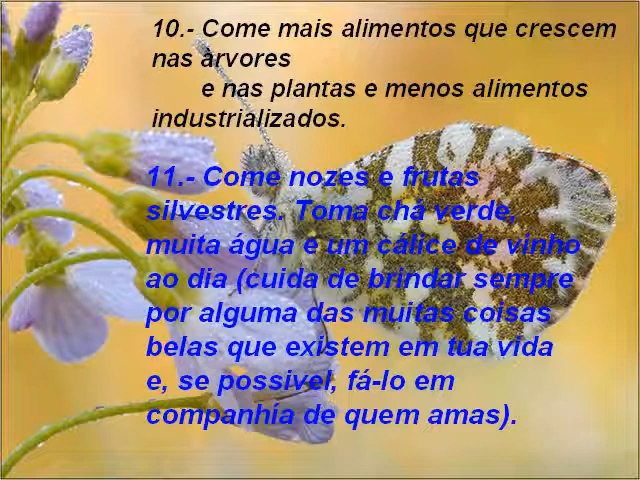 10.- Come mais alimentos que crescem
nas árvores
e nas plantas e menos alimentos
industrializados.
11.- Come nozes e frutas
silvestres. Toma chá verde,
muita água e um cálice de vinho
ao dia (cuida de brindar sempre
por alguma das muitas coisas
belas que existem em tua vida
e, se possivel, fá-lo em
companhia de quem amas).